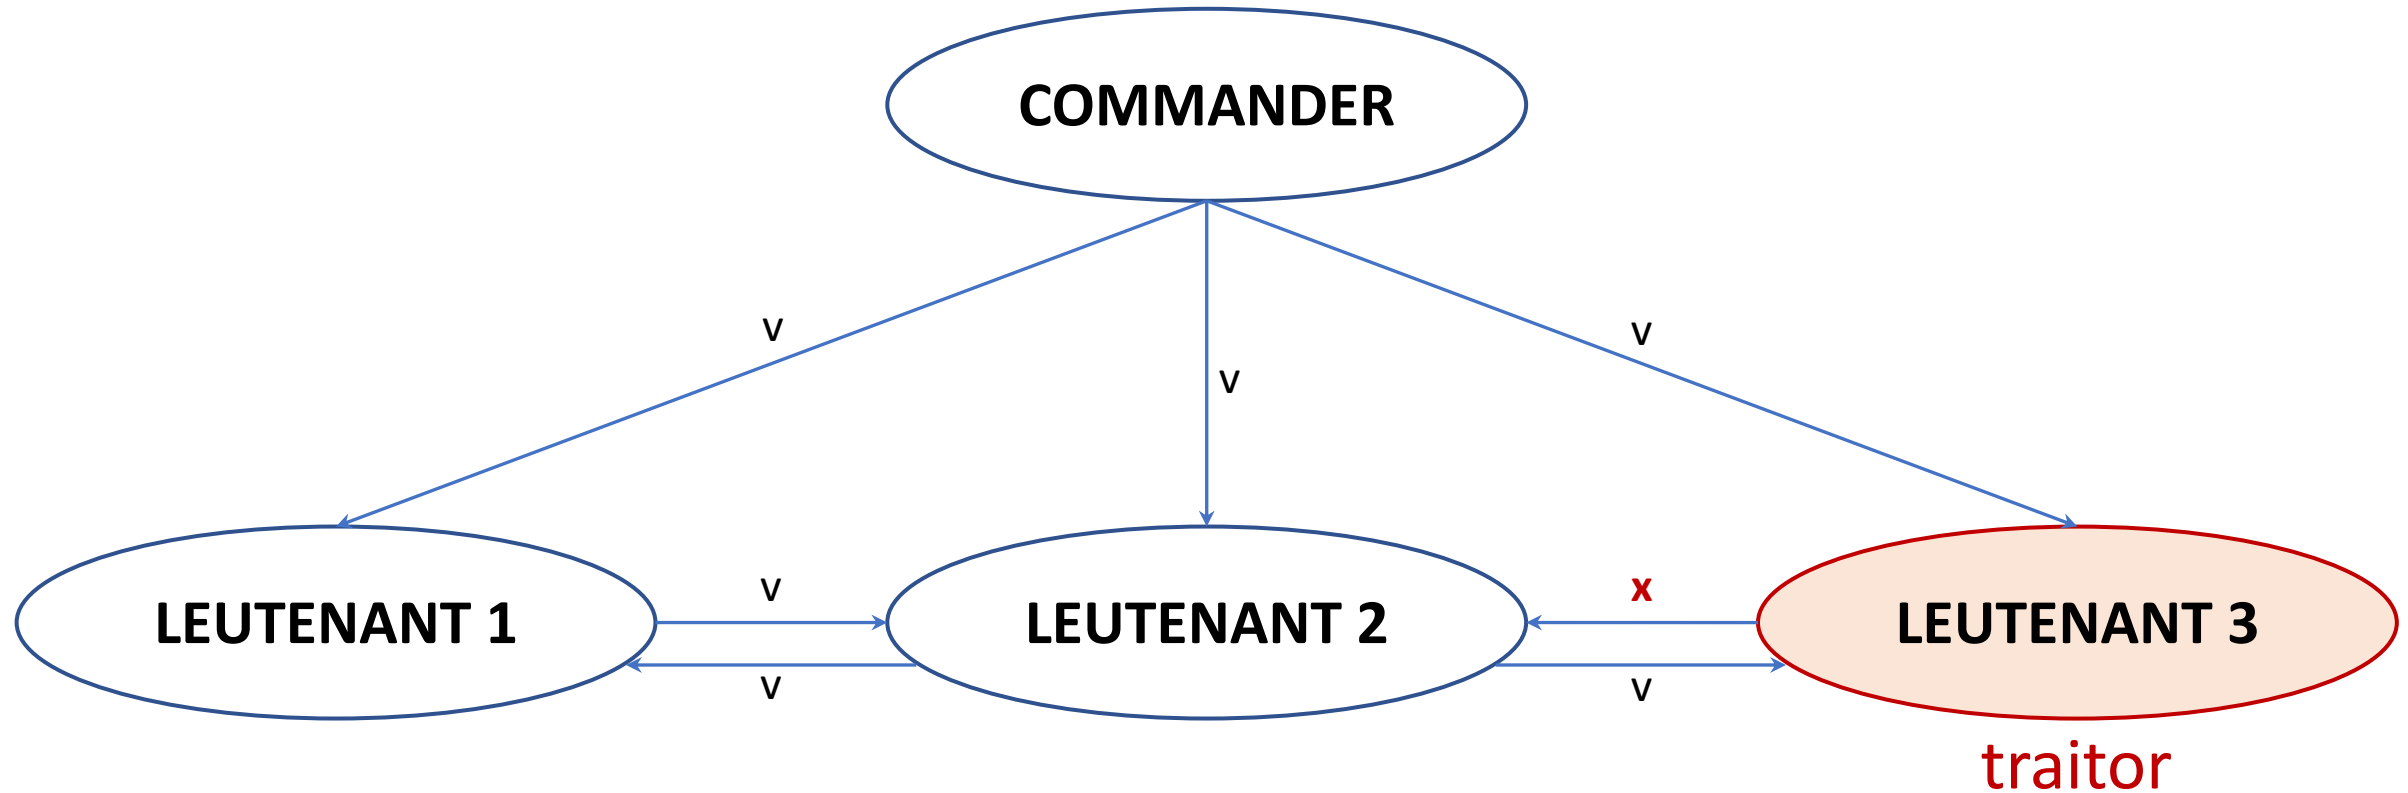 COMMANDER
v
v
v
v
x
LEUTENANT 1
LEUTENANT 2
LEUTENANT 3
v
v
traitor